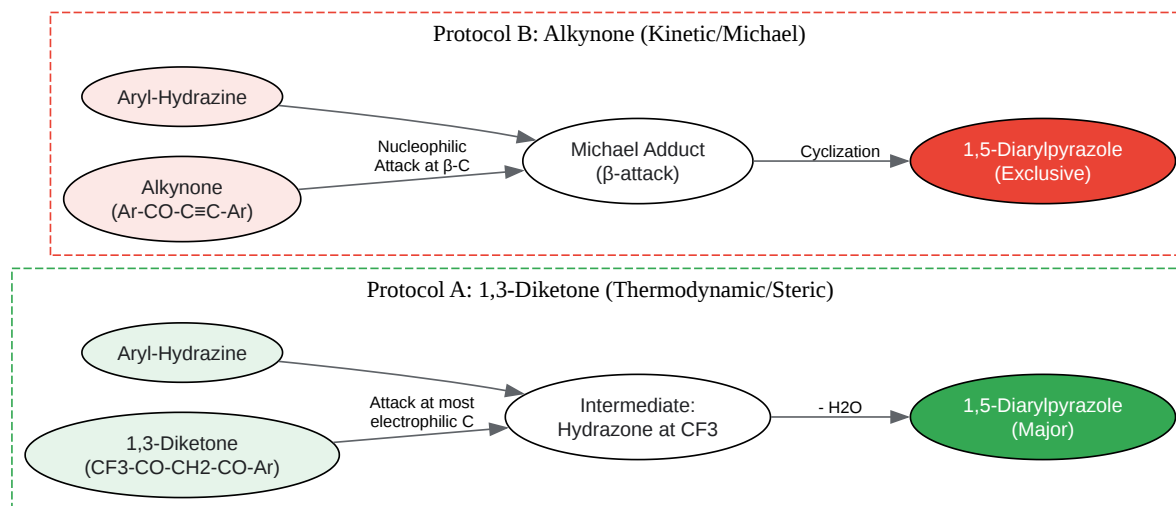 Protocol B: Alkynone (Kinetic/Michael)
Aryl-Hydrazine
Nucleophilic
Attack at β-C
Alkynone
(Ar-CO-C≡C-Ar)
Michael Adduct
(β-attack)
Cyclization
1,5-Diarylpyrazole
(Exclusive)
Protocol A: 1,3-Diketone (Thermodynamic/Steric)
Aryl-Hydrazine
Attack at most
electrophilic C
1,3-Diketone
(CF3-CO-CH2-CO-Ar)
Intermediate:
Hydrazone at CF3
- H2O
1,5-Diarylpyrazole
(Major)